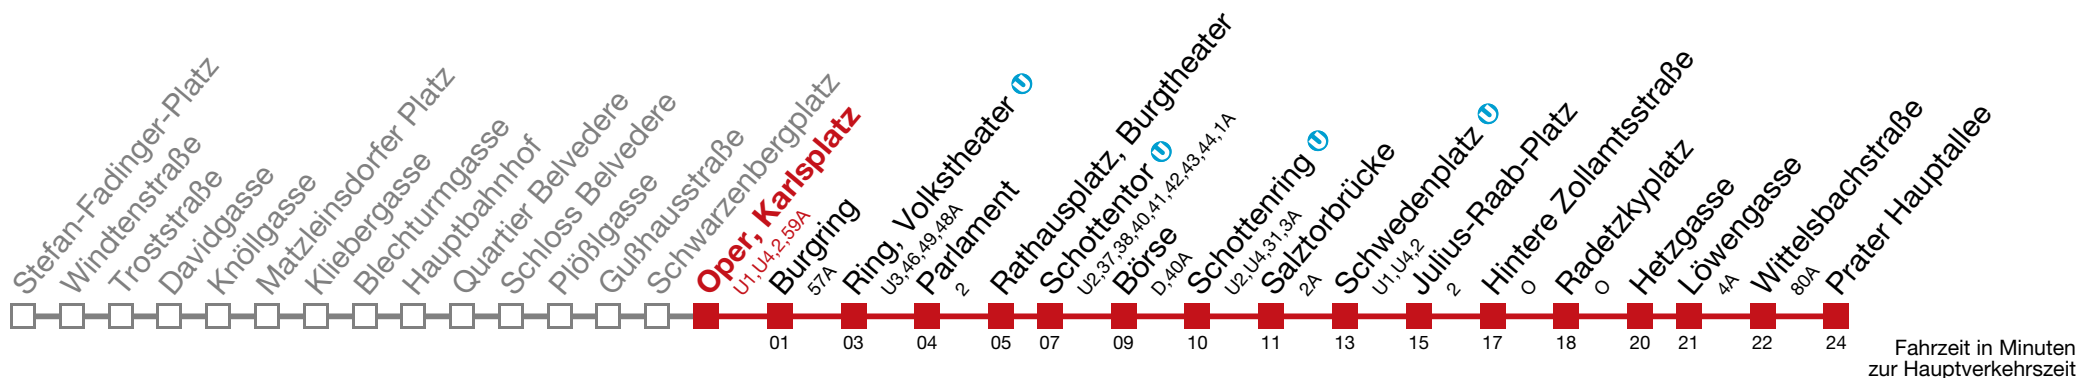 Stefan-Fadinger-Platz
Windtenstraße
Troststraße
Davidgasse
Knöllgasse
Matzleinsdorfer Platz
Kliebergasse
Blechturmgasse
Hauptbahnhof
Quartier Belvedere
Schloss Belvedere
Plößlgasse
Gußhausstraße
Schwarzenbergplatz
Oper, Karlsplatz
U1,U4,2,59A
Burgring
57A
Ring, Volkstheater U
U3,46,49,48A
Parlament
2
Rathausplatz, Burgtheater
Schottentor U
U2,37,38,40,41,42,43,44,1A
Börse
D,40A
Schottenring U
U2,U4,31,3A
Salztorbrücke
2A
Schwedenplatz U
U1,U4,2
Julius-Raab-Platz
2
Hintere Zollamtsstraße
O
Radetzkyplatz
O
Hetzgasse
Löwengasse
4A
Wittelsbachstraße
80A
Prater Hauptallee
01 03 04 05 07 09 10 11 13 15 17 18 20 21 22 24
Fahrzeit in Minuten
zur Hauptverkehrszeit